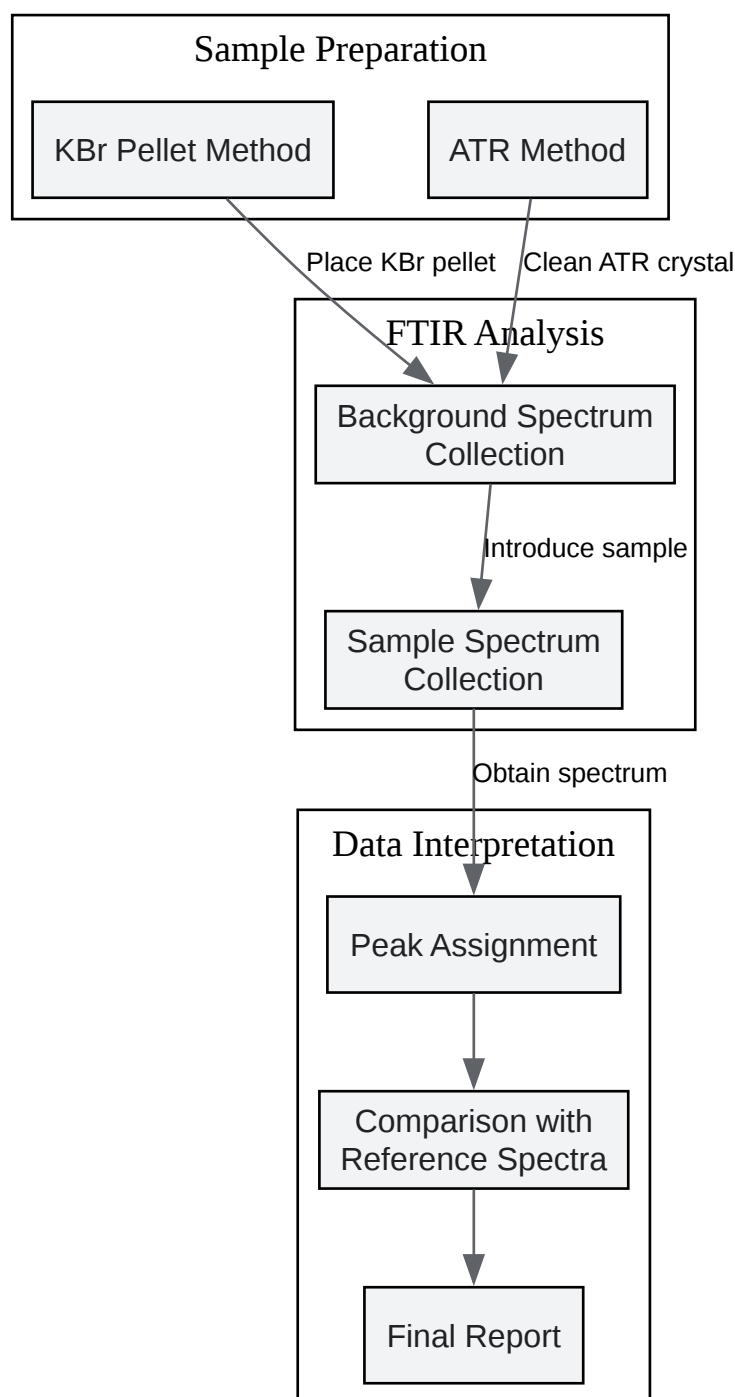 Sample Preparation
KBr Pellet Method
ATR Method
Place KBr pellet
Clean ATR crystal
FTIR Analysis
Background Spectrum
Collection
Introduce sample
Sample Spectrum
Collection
Obtain spectrum
Data Interpretation
Peak Assignment
Comparison with
Reference Spectra
Final Report